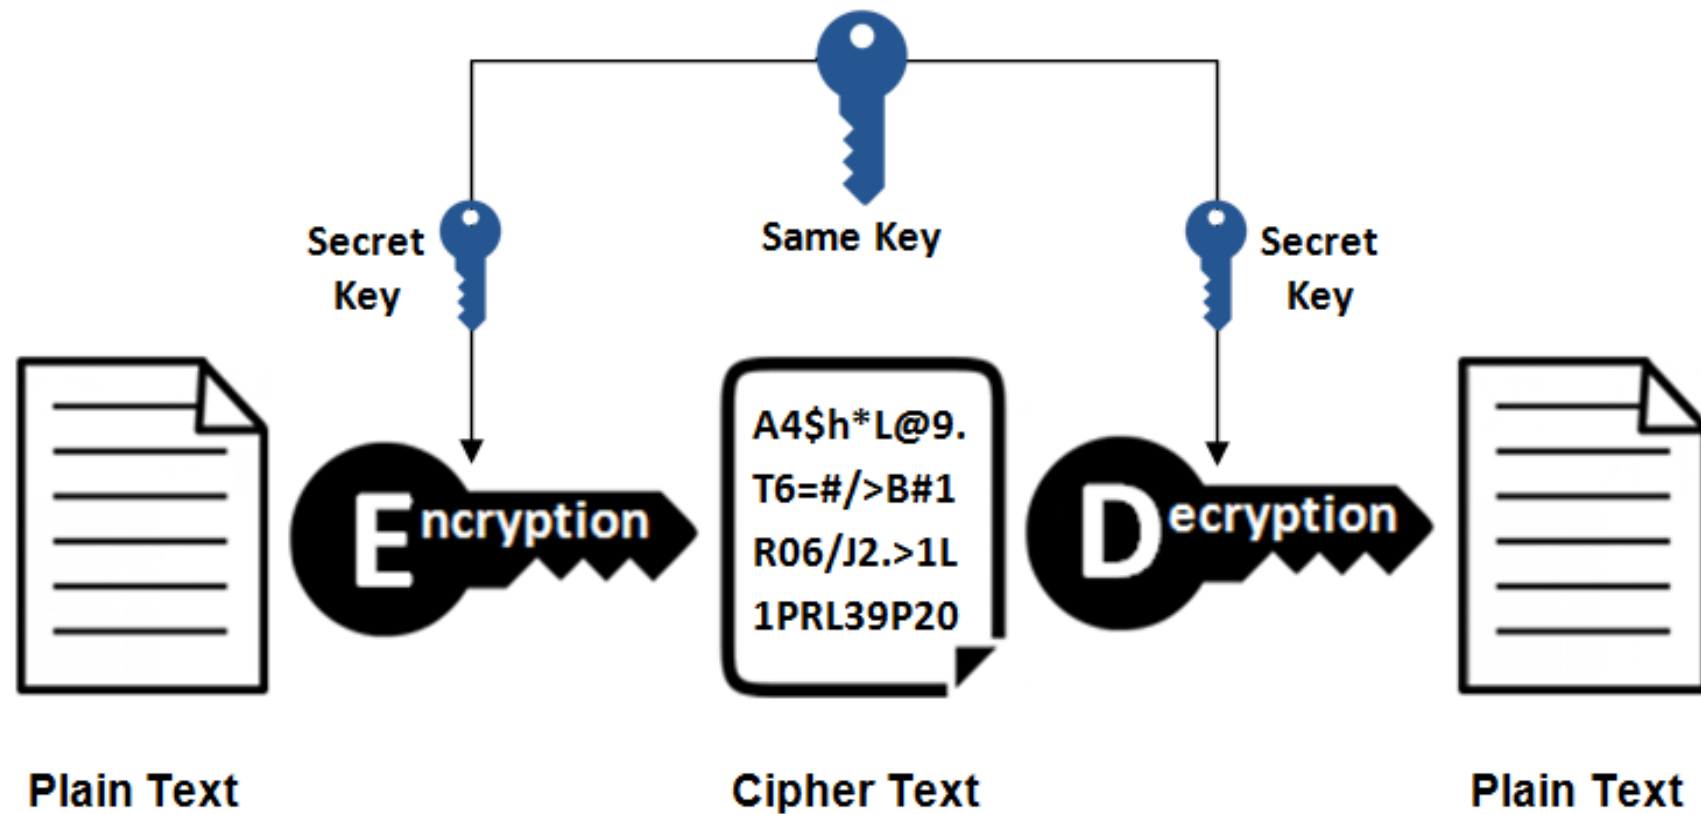 Same Key
Secret
Key
Secret
Key
Encryption
A4$h*L@9.
T6=#/>B#1
R06/J2.>1L
1PRL39P20
Decryption
Plain Text
Cipher Text
Plain Text